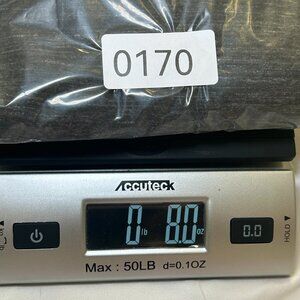 0170
Accuteck
0 lb 8.0 oz
0.0
HOLD
Max : 50LB d=0.1OZ